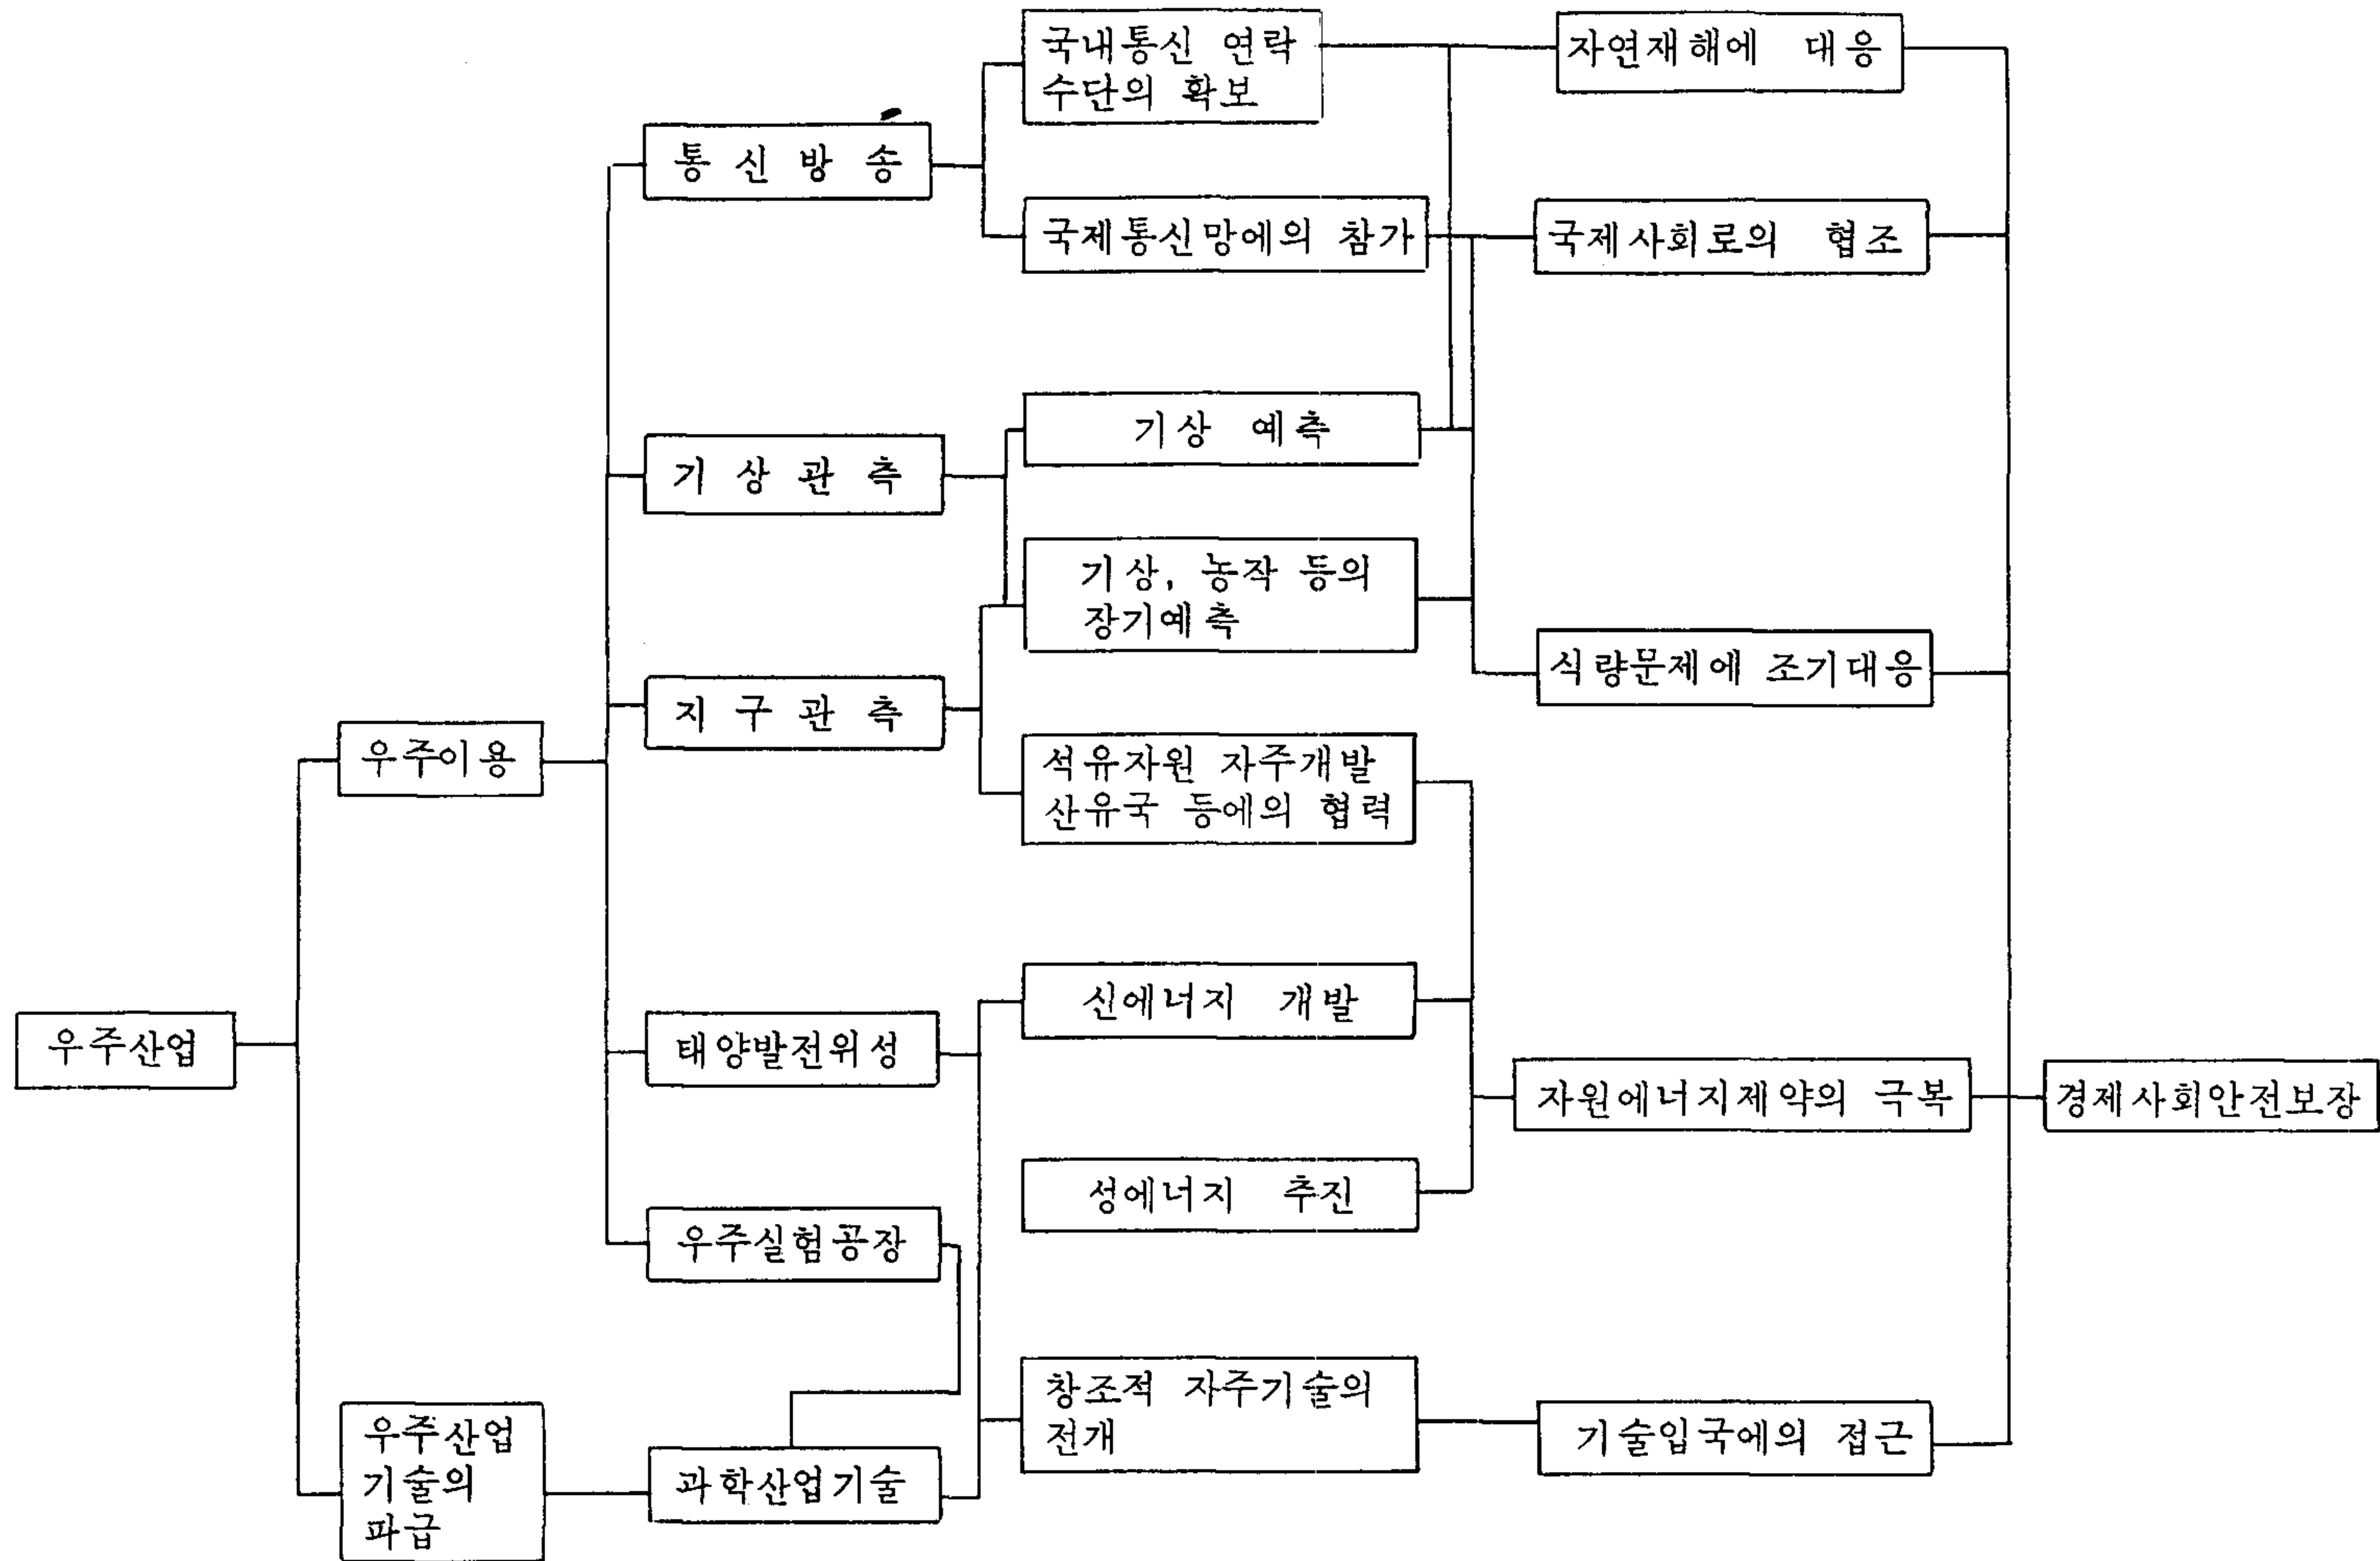 국내통신 연락
수단의 확보
자연재해에 대응
통신방송
국제통신망에의 참가
국제사회로의 협조
기상 예측
기상관측
기상, 농작 등의
장기예측
식량문제에 조기대응
지구관측
우주이용
석유자원 자주개발
산유국 등에의 협력
신에너지 개발
우주산업
태양발전위성
자원에너지제약의 극복
경제사회안전보장
성에너지 추진
우주실험공장
창조적 자주기술의
전개
기술입국에의 접근
우주산업
기술의
파급
과학산업기술